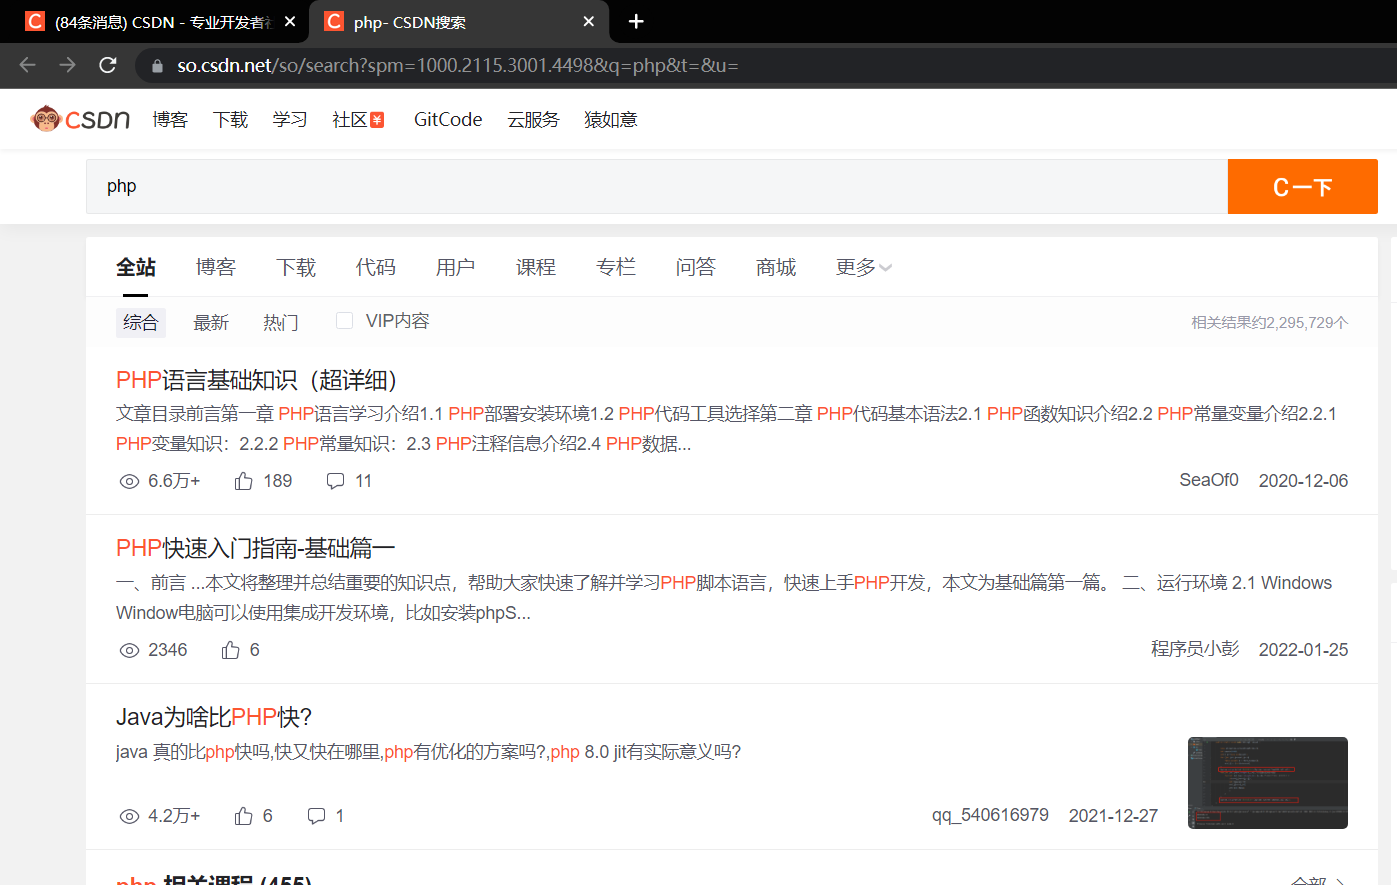 (84条消息) CSDN - 专业开发者社
php- CSDN搜索
so.csdn.net/so/search?spm=1000.2115.3001.4498&q=php&t=&u=
CSDN 博客 下载 学习 社区 ¥ GitCode 云服务 猿如意
php C一下
全站 博客 下载 代码 用户 课程 专栏 问答 商城 更多
综合 最新 热门 VIP内容 相关结果约2,295,729个
PHP语言基础知识（超详细）
文章目录前言第一章 PHP语言学习介绍1.1 PHP部署安装环境1.2 PHP代码工具选择第二章 PHP代码基本语法2.1 PHP函数知识介绍2.2 PHP常量变量介绍2.2.1
PHP变量知识：2.2.2 PHP常量知识：2.3 PHP注释信息介绍2.4 PHP数据...
6.6万+ 189 11 SeaOf0 2020-12-06
PHP快速入门指南-基础篇一
一、前言 ...本文将整理并总结重要的知识点，帮助大家快速了解并学习PHP脚本语言，快速上手PHP开发，本文为基础篇第一篇。 二、运行环境 2.1 Windows
Window电脑可以使用集成开发环境，比如安装phpS...
2346 6 程序员小彭 2022-01-25
Java为啥比PHP快?
java 真的比php快吗,快又快在哪里,php有优化的方案吗?,php 8.0 jit有实际意义吗?
4.2万+ 6 1 qq_540616979 2021-12-27
php 相关课程 (455) 全部